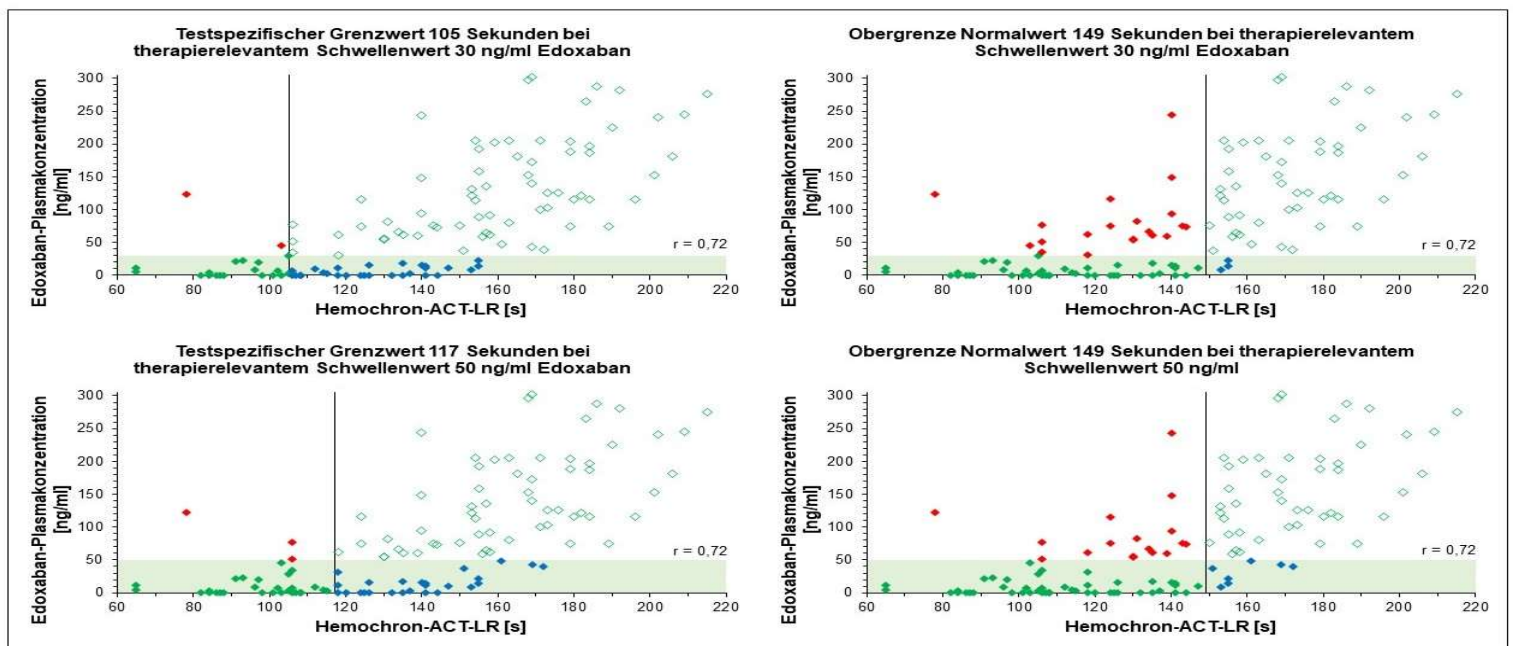 Testspezifischer Grenzwert 105 Sekunden bei
therapierelevantem Schwellenwert 30 ng/ml Edoxaban
Edoxaban-Plasmakonzentration
[ng/ml]
300
250
200
150
100
50
0
r = 0,72
60 80 100 120 140 160 180 200 220
Hemochron-ACT-LR [s]
Obergrenze Normalwert 149 Sekunden bei therapierelevantem
Schwellenwert 30 ng/ml Edoxaban
Edoxaban-Plasmakonzentration
[ng/ml]
300
250
200
150
100
50
0
r = 0,72
60 80 100 120 140 160 180 200 220
Hemochron-ACT-LR [s]
Testspezifischer Grenzwert 117 Sekunden bei
therapierelevantem Schwellenwert 50 ng/ml Edoxaban
Edoxaban-Plasmakonzentration
[ng/ml]
300
250
200
150
100
50
0
r = 0,72
60 80 100 120 140 160 180 200 220
Hemochron-ACT-LR [s]
Obergrenze Normalwert 149 Sekunden bei therapierelevantem
Schwellenwert 50 ng/ml
Edoxaban-Plasmakonzentration
[ng/ml]
300
250
200
150
100
50
0
r = 0,72
60 80 100 120 140 160 180 200 220
Hemochron-ACT-LR [s]